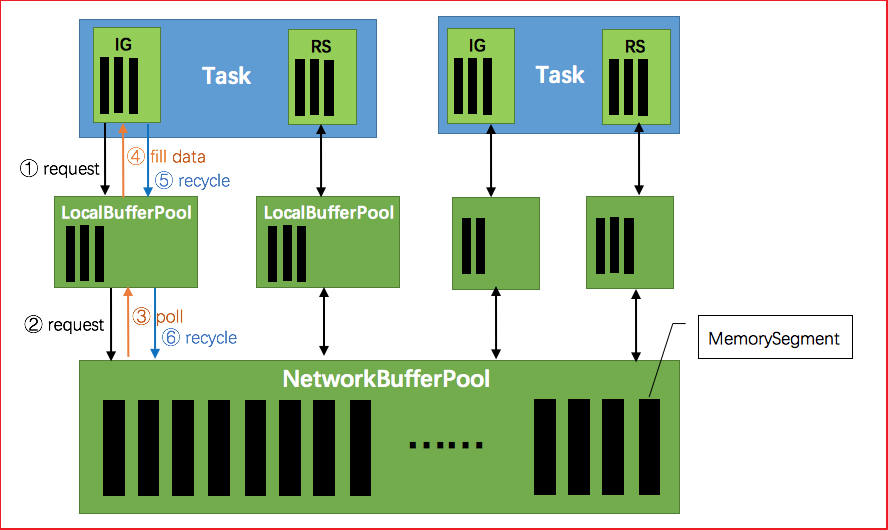 IG
RS
Task
IG
RS
Task
① request
④ fill data
⑤ recycle
LocalBufferPool
LocalBufferPool
② request
③ poll
⑥ recycle
MemorySegment
NetworkBufferPool
······